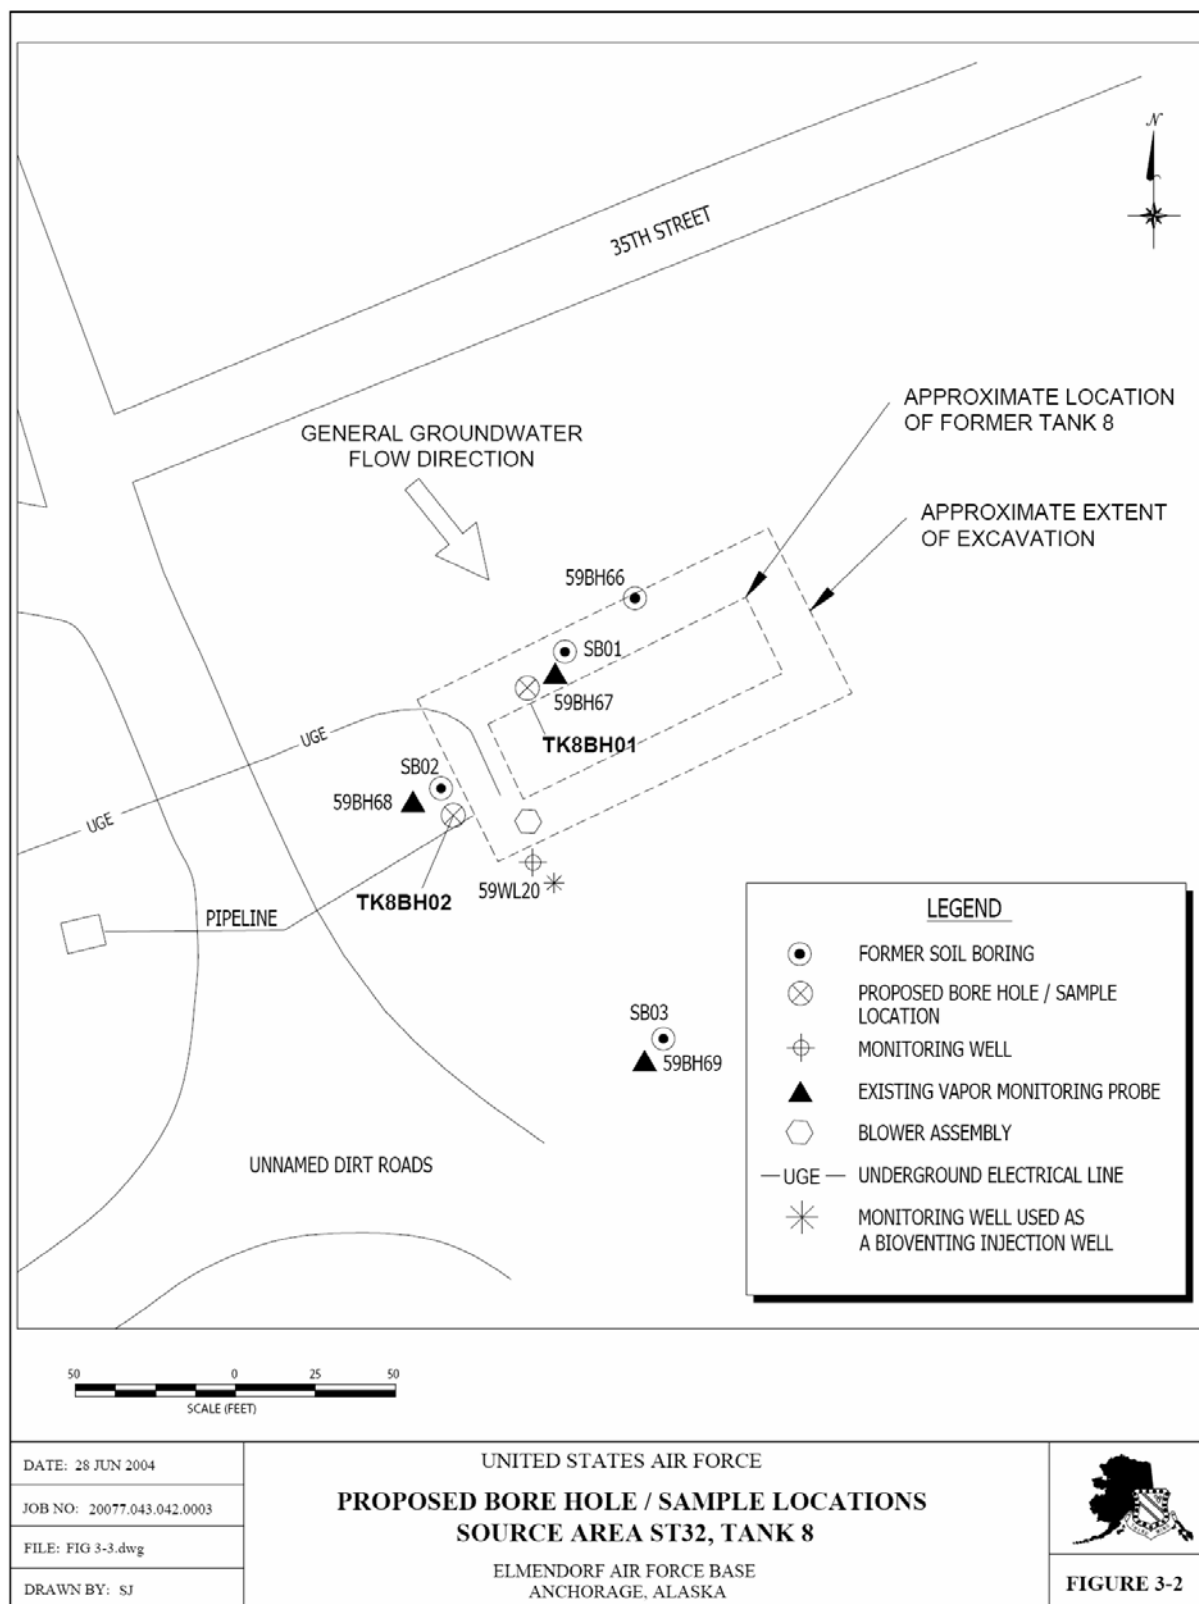 N
35TH STREET
APPROXIMATE LOCATION
OF FORMER TANK 8
GENERAL GROUNDWATER
FLOW DIRECTION
APPROXIMATE EXTENT
OF EXCAVATION
59BH66
SB01
59BH67
TK8BH01
UGE
SB02
59BH68
UGE
TK8BH02
59WL20
PIPELINE
SB03
59BH69
UNNAMED DIRT ROADS
LEGEND
FORMER SOIL BORING
PROPOSED BORE HOLE / SAMPLE
LOCATION
MONITORING WELL
EXISTING VAPOR MONITORING PROBE
BLOWER ASSEMBLY
UGE UNDERGROUND ELECTRICAL LINE
MONITORING WELL USED AS
A BIOVENTING INJECTION WELL
50 0 25 50
SCALE (FEET)
DATE: 28 JUN 2004
JOB NO: 20077.043.042.0003
FILE: FIG 3-3.dwg
DRAWN BY: SJ
UNITED STATES AIR FORCE
PROPOSED BORE HOLE / SAMPLE LOCATIONS
SOURCE AREA ST32, TANK 8
ELMENDORF AIR FORCE BASE
ANCHORAGE, ALASKA
FIGURE 3-2